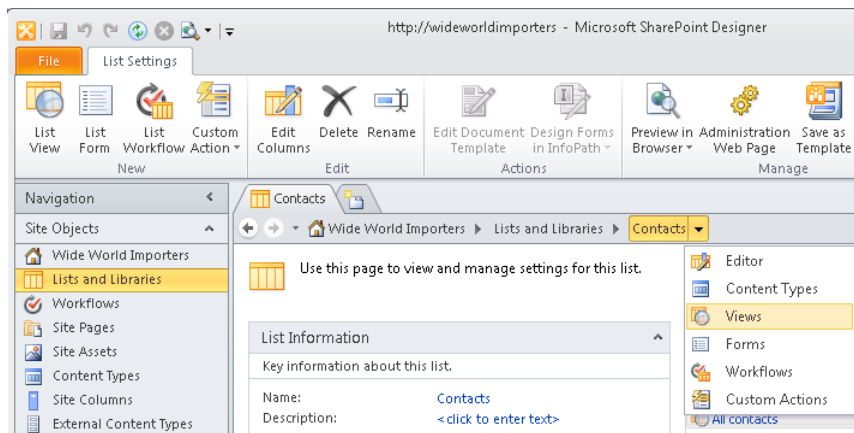 http://wideworldimporters - Microsoft SharePoint Designer
File List Settings
List View
List Form
List Workflow
Custom Action
Edit Columns
Delete
Rename
Edit Document Template
Design Forms in InfoPath
Preview in Browser
Administration Web Page
Save as Template
New
Edit
Actions
Manage
Navigation
Contacts
Site Objects
Wide World Importers
Lists and Libraries
Contacts
Wide World Importers
Lists and Libraries
Workflows
Site Pages
Site Assets
Content Types
Site Columns
External Content Types
Use this page to view and manage settings for this list.
List Information
Key information about this list.
Name: Contacts
Description: <click to enter text>
Editor
Content Types
Views
Forms
Workflows
Custom Actions
All contacts